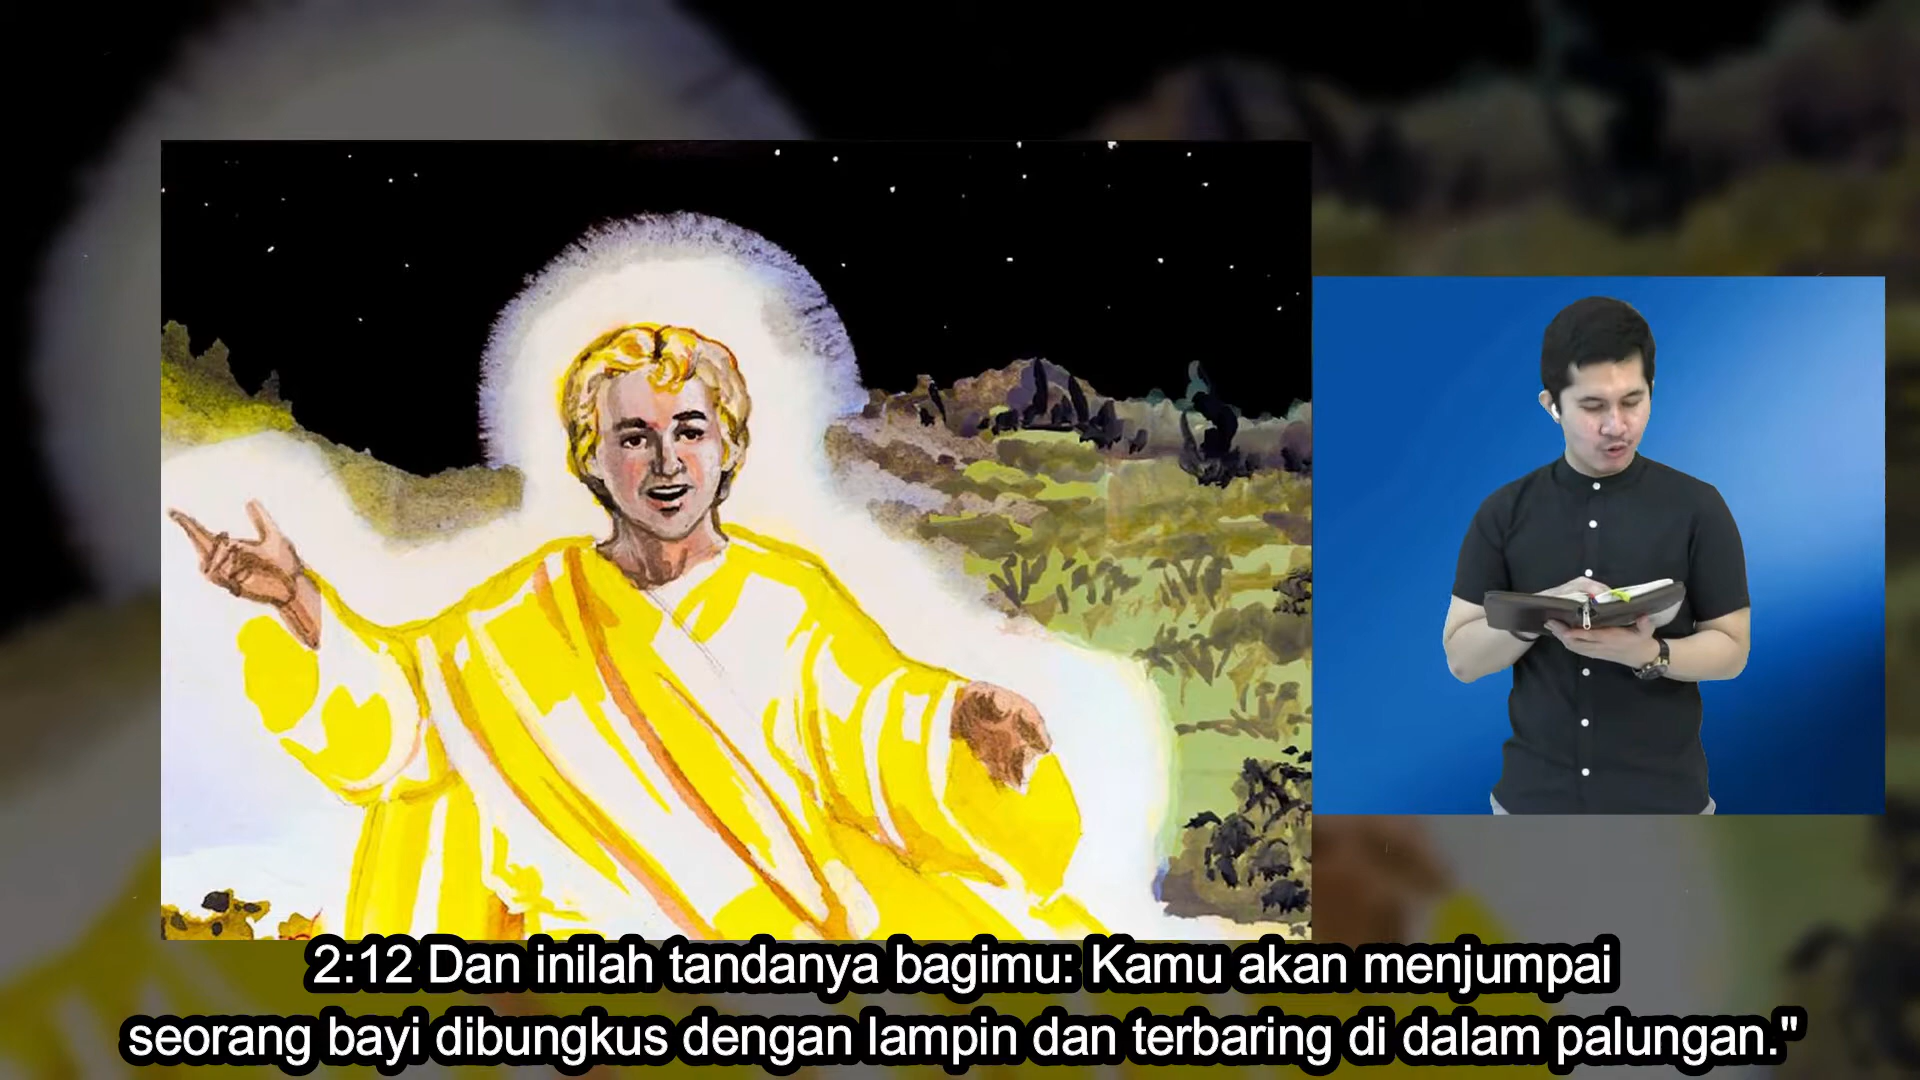 2:12 Dan inilah tandanya bagimu: Kamu akan menjumpai
seorang bayi dibungkus dengan lampin dan terbaring di dalam palungan."